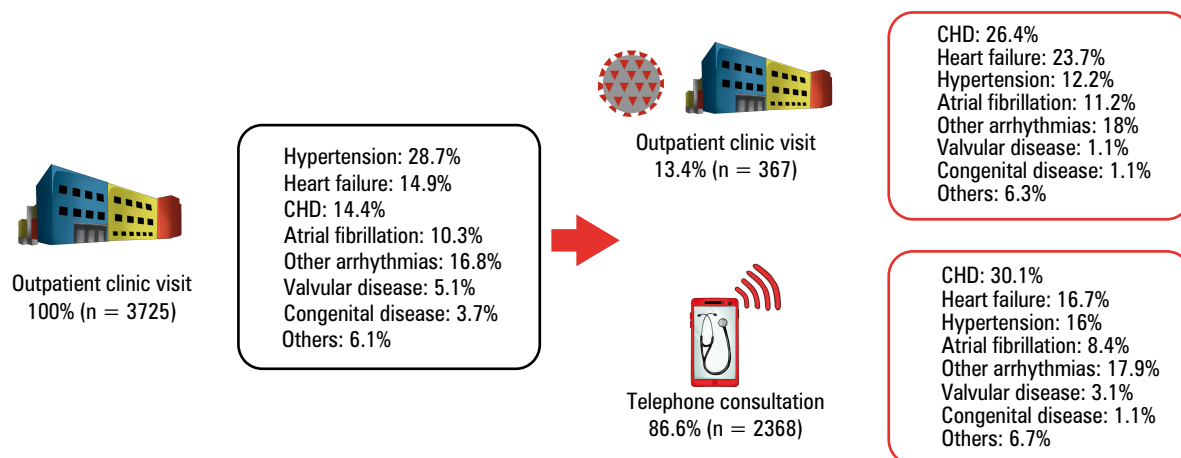 Outpatient clinic visit
100% (n = 3725)
Hypertension: 28.7%
Heart failure: 14.9%
CHD: 14.4%
Atrial fibrillation: 10.3%
Other arrhythmias: 16.8%
Valvular disease: 5.1%
Congenital disease: 3.7%
Others: 6.1%
Outpatient clinic visit
13.4% (n = 367)
CHD: 26.4%
Heart failure: 23.7%
Hypertension: 12.2%
Atrial fibrillation: 11.2%
Other arrhythmias: 18%
Valvular disease: 1.1%
Congenital disease: 1.1%
Others: 6.3%
Telephone consultation
86.6% (n = 2368)
CHD: 30.1%
Heart failure: 16.7%
Hypertension: 16%
Atrial fibrillation: 8.4%
Other arrhythmias: 17.9%
Valvular disease: 3.1%
Congenital disease: 1.1%
Others: 6.7%